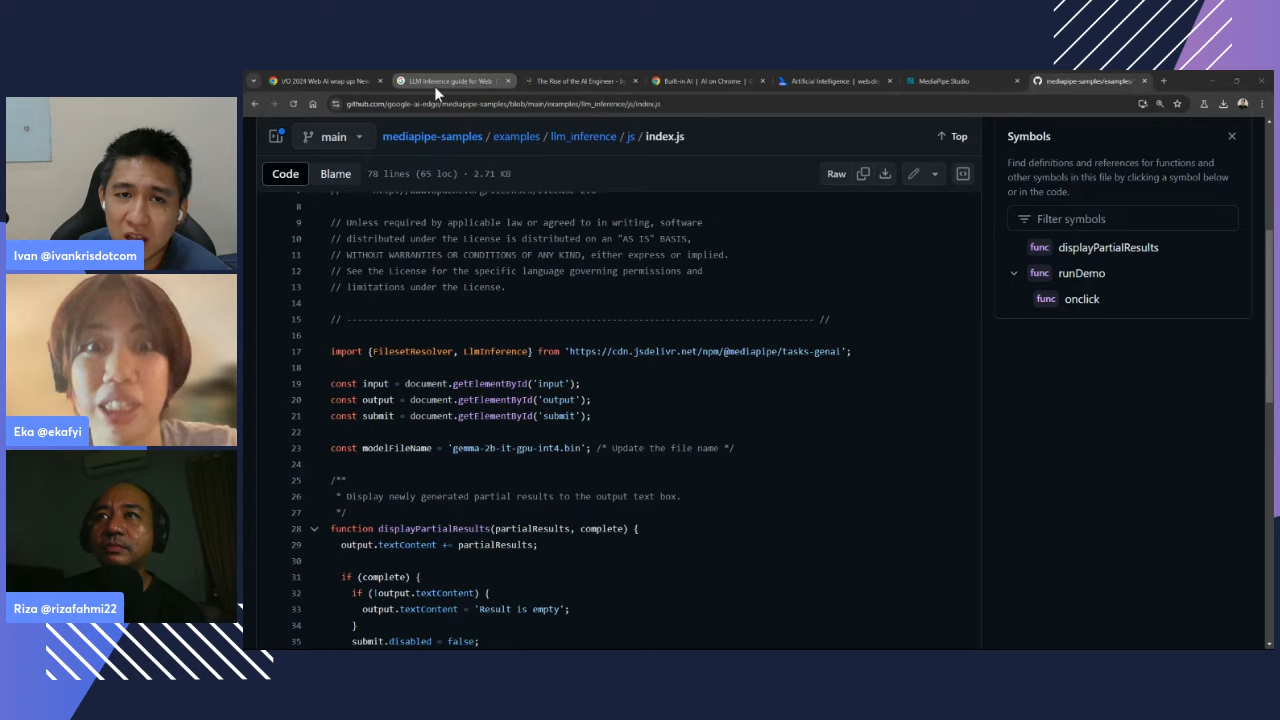 I/O 2024 Web AI wrap up: New
LLM Inference guide for Web
The Rise of the AI Engineer - b
Built-in AI | AI on Chrome | C
Artificial Intelligence | web.de
MediaPipe Studio
mediapipe-samples/examples
github.com/google-ai-edge/mediapipe-samples/blob/main/examples/llm_inference/js/index.js
main
mediapipe-samples / examples / llm_inference / js / index.js
Top
Code
Blame
78 lines (65 loc) · 2.71 KB
Raw
8
9 // Unless required by applicable law or agreed to in writing, software
10 // distributed under the License is distributed on an "AS IS" BASIS,
11 // WITHOUT WARRANTIES OR CONDITIONS OF ANY KIND, either express or implied.
12 // See the License for the specific language governing permissions and
13 // limitations under the License.
14
15 // ---------------------------------------------------------------------------------------- //
16
17 import {FilesetResolver, LlmInference} from 'https://cdn.jsdelivr.net/npm/@mediapipe/tasks-genai';
18
19 const input = document.getElementById('input');
20 const output = document.getElementById('output');
21 const submit = document.getElementById('submit');
22
23 const modelFileName = 'gemma-2b-it-gpu-int4.bin'; /* Update the file name */
24
25 /**
26 * Display newly generated partial results to the output text box.
27 */
28 function displayPartialResults(partialResults, complete) {
29 output.textContent += partialResults;
30
31 if (complete) {
32 if (!output.textContent) {
33 output.textContent = 'Result is empty';
34 }
35 submit.disabled = false;
Symbols
Find definitions and references for functions and
other symbols in this file by clicking a symbol below
or in the code.
Filter symbols
func displayPartialResults
func runDemo
func onclick
Ivan @ivankrisdotcom
Eka @ekafyi
Riza @rizafahmi22